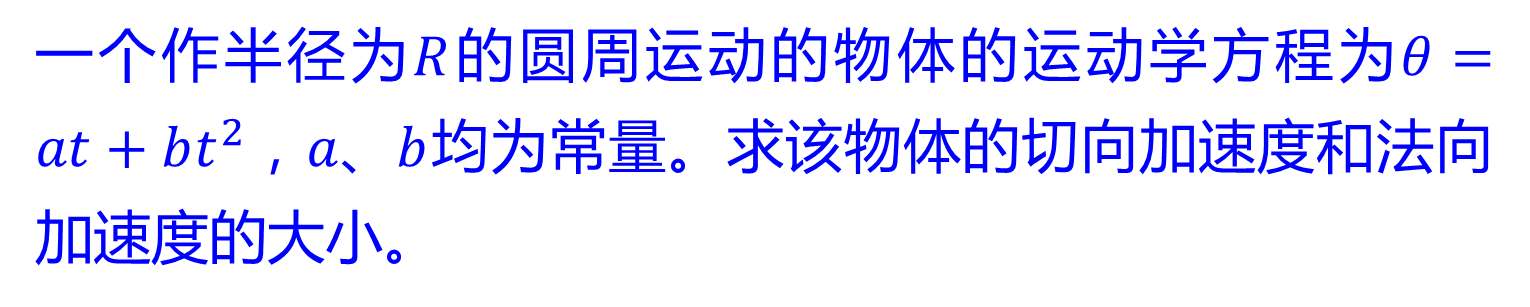 一个作半径为R的圆周运动的物体的运动学方程为θ =
at + bt²，a、b均为常量。求该物体的切向加速度和法向
加速度的大小。